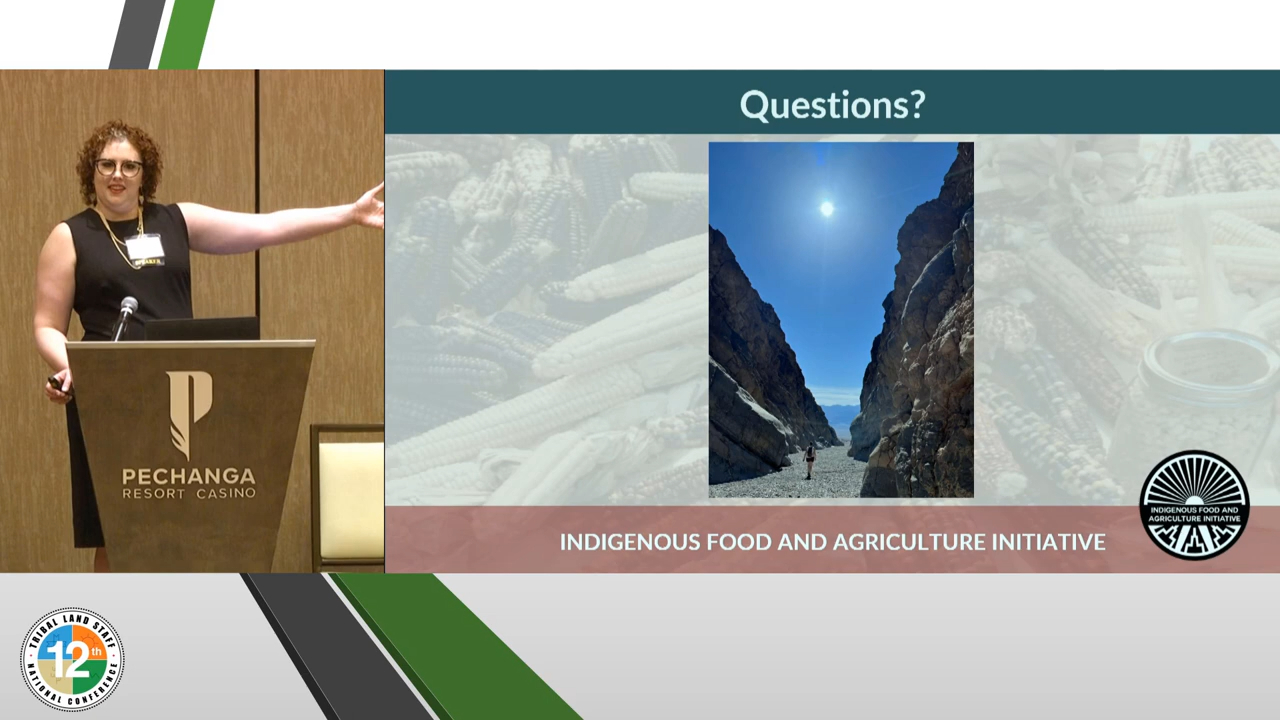 Questions?
SPEAKER
PECHANGA
RESORT CASINO
INDIGENOUS FOOD AND AGRICULTURE INITIATIVE
INDIGENOUS FOOD AND
AGRICULTURE INITIATIVE
TRIBAL LAND STAFF
12th
NATIONAL CONFERENCE